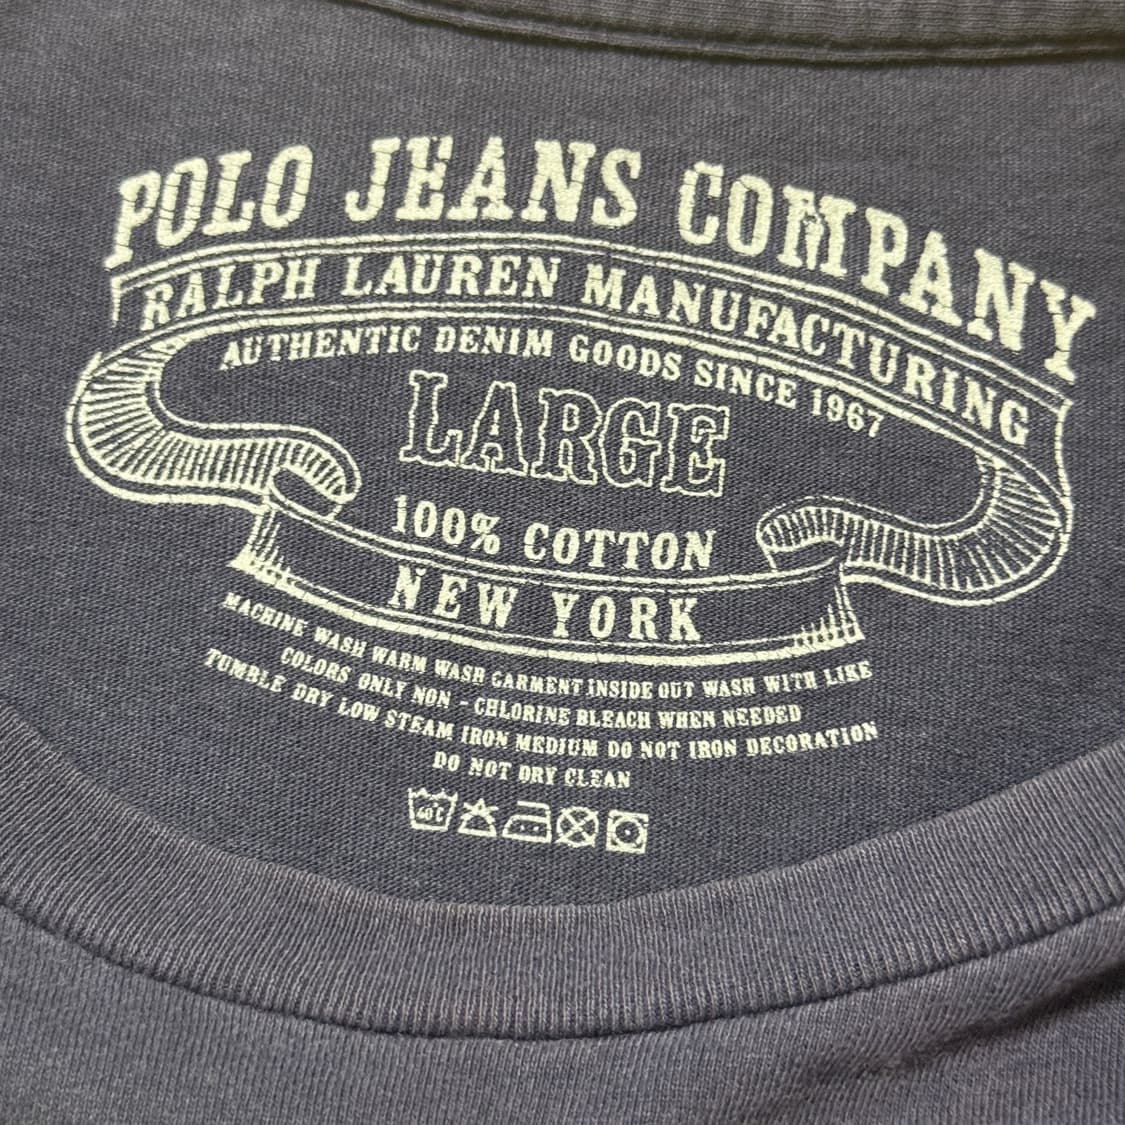 POLO JEANS COMPANY
RALPH LAUREN MANUFACTURING
AUTHENTIC DENIM GOODS SINCE 1967
LARGE
100% COTTON
NEW YORK
MACHINE WASH WARM WASH GARMENT INSIDE OUT WASH WITH LIKE
COLORS ONLY NON - CHLORINE BLEACH WHEN NEEDED
TUMBLE DRY LOW STEAM IRON MEDIUM DO NOT IRON DECORATION
DO NOT DRY CLEAN
40°C